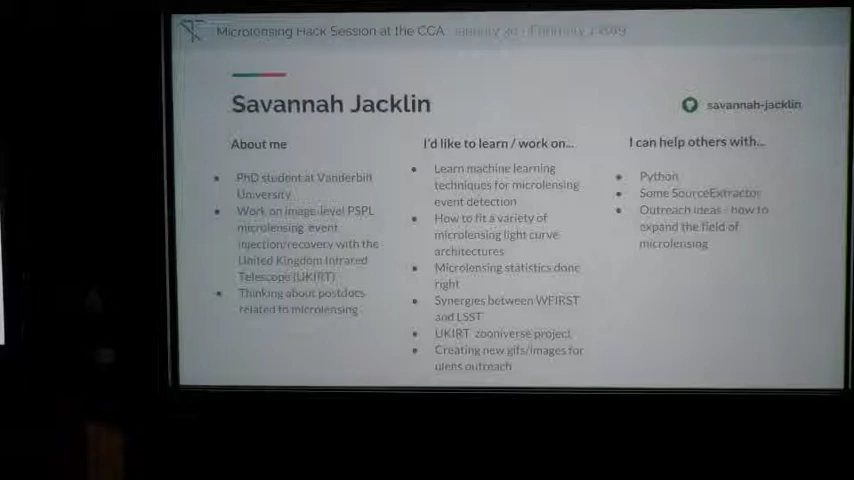 Microlensing Hack Session at the CCA
Savannah Jacklin
savannah-jacklin
About me
PhD student at Vanderbilt
University
Work on image-level PSPL
microlensing event
injection/recovery with the
United Kingdom Infrared
Telescope (UKIRT)
Thinking about postdocs
related to microlensing
I'd like to learn / work on...
Learn machine learning
techniques for microlensing
event detection
How to fit a variety of
microlensing light curve
architectures
Microlensing statistics done
right
Synergies between WFIRST
and LSST
UKIRT zooniverse project
Creating new gifs/images for
ulens outreach
I can help others with...
Python
Some SourceExtractor
Outreach ideas - how to
expand the field of
microlensing